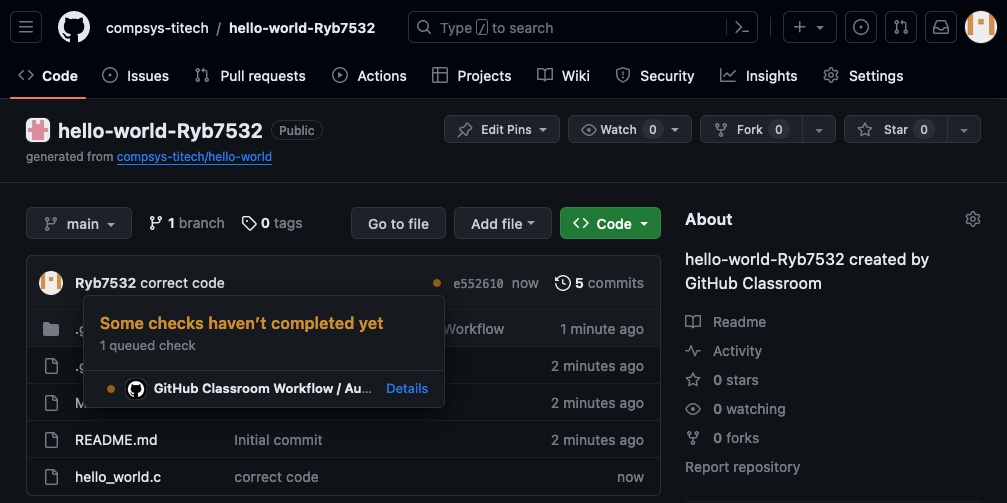 compsys-titech / hello-world-Ryb7532
Type / to search
Code Issues Pull requests Actions Projects Wiki Security Insights Settings
hello-world-Ryb7532 Public
Edit Pins Watch 0 Fork 0 Star 0
generated from compsys-titech/hello-world
main 1 branch 0 tags Go to file Add file Code
Ryb7532 correct code e552610 now 5 commits
Some checks haven't completed yet
1 queued check
GitHub Classroom Workflow / Au... Details
.g Workflow 1 minute ago
.g 2 minutes ago
M 2 minutes ago
README.md Initial commit 2 minutes ago
hello_world.c correct code now
About
hello-world-Ryb7532 created by
GitHub Classroom
Readme
Activity
0 stars
0 watching
0 forks
Report repository